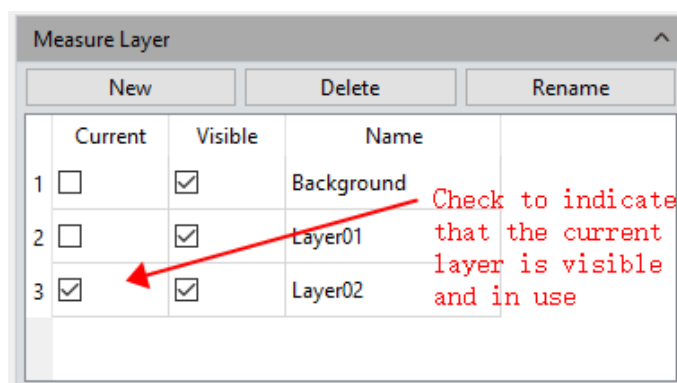 Measure Layer
New Delete Rename
Current Visible Name
1 Background
2 Layer01
3 Layer02
Check to indicate
that the current
layer is visible
and in use